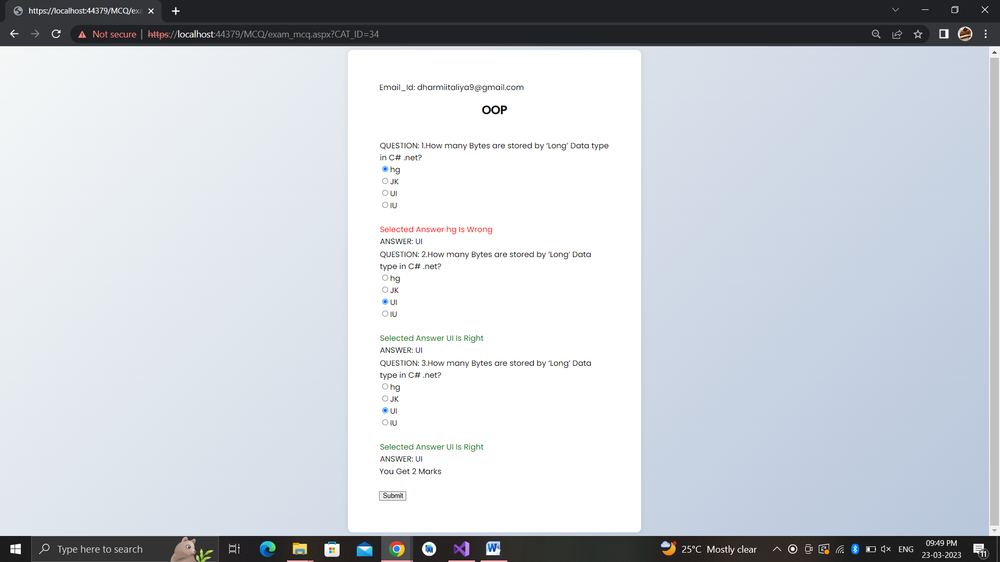 https://localhost:44379/MCQ/exa
Not secure | https://localhost:44379/MCQ/exam_mcq.aspx?CAT_ID=34
Email_Id: dharmiitaliya9@gmail.com
OOP
QUESTION: 1.How many Bytes are stored by ‘Long’ Data type
in C# .net?
hg
JK
UI
IU
Selected Answer hg Is Wrong
ANSWER: UI
QUESTION: 2.How many Bytes are stored by ‘Long’ Data
type in C# .net?
hg
JK
UI
IU
Selected Answer UI Is Right
ANSWER: UI
QUESTION: 3.How many Bytes are stored by ‘Long’ Data
type in C# .net?
hg
JK
UI
IU
Selected Answer UI Is Right
ANSWER: UI
You Get 2 Marks
Submit
Type here to search
25°C Mostly clear
ENG
09:49 PM
23-03-2023
11